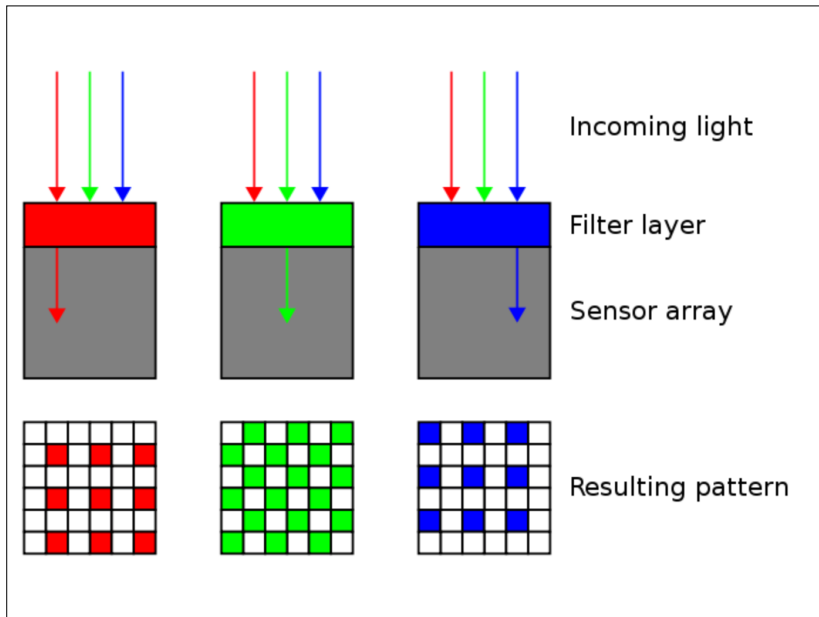 Incoming light
Filter layer
Sensor array
Resulting pattern